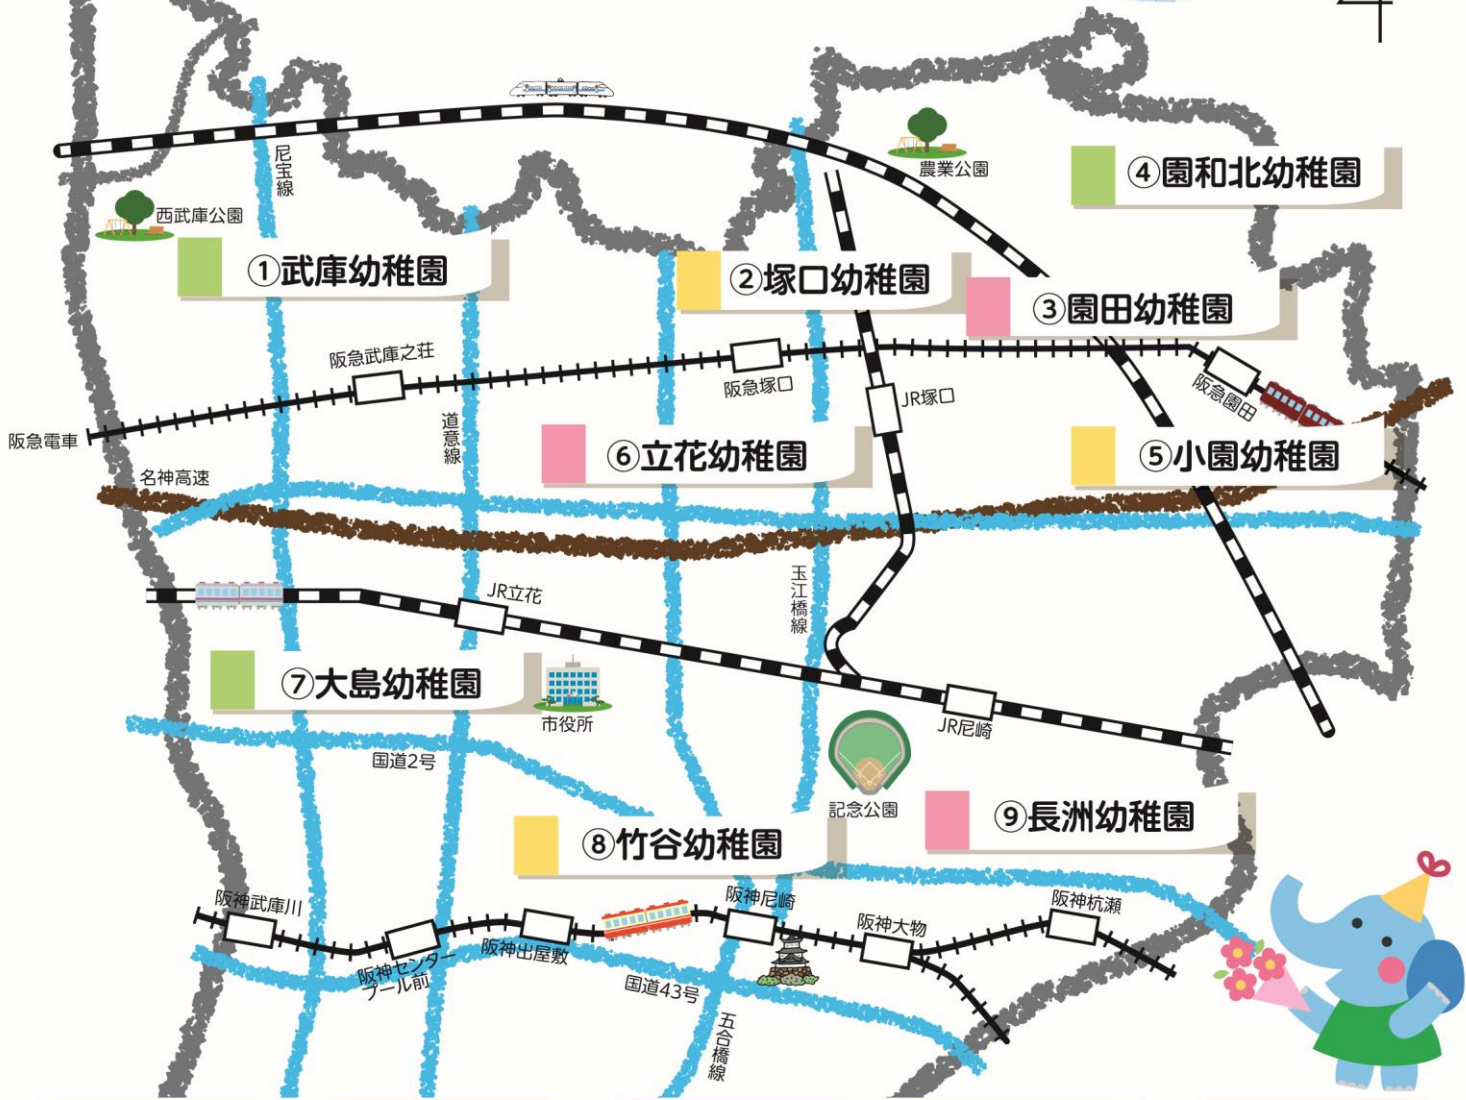 農業公園
④園和北幼稚園
尼宝線
西武庫公園
①武庫幼稚園
②塚口幼稚園
③園田幼稚園
阪急武庫之荘
阪急塚口
JR塚口
阪急園田
阪急電車
道意線
⑥立花幼稚園
⑤小園幼稚園
名神高速
JR立花
玉江橋線
⑦大島幼稚園
市役所
JR尼崎
国道2号
記念公園
⑨長洲幼稚園
⑧竹谷幼稚園
阪神武庫川
阪神尼崎
阪神杭瀬
阪神大物
阪神出屋敷
阪神センター
プール前
国道43号
五合橋線